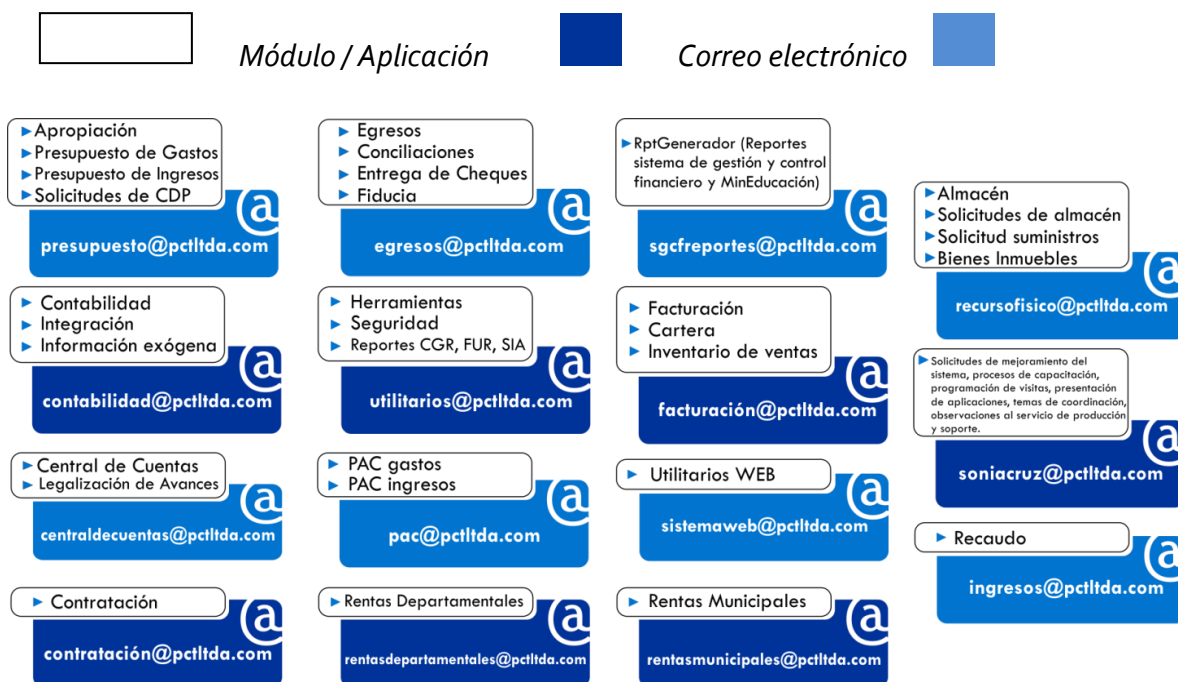 Módulo / Aplicación
Correo electrónico
Apropiación
Presupuesto de Gastos
Presupuesto de Ingresos
Solicitudes de CDP
@
presupuesto@pctltda.com
Egresos
Conciliaciones
Entrega de Cheques
Fiducia
@
egresos@pctltda.com
RptGenerador (Reportes
sistema de gestión y control
financiero y MinEducación)
@
sgcfreportes@pctltda.com
Almacén
Solicitudes de almacén
Solicitud suministros
Bienes Inmuebles
@
recursofisico@pctltda.com
Contabilidad
Integración
Información exógena
@
contabilidad@pctltda.com
Herramientas
Seguridad
Reportes CGR, FUR, SIA
@
utilitarios@pctltda.com
Facturación
Cartera
Inventario de ventas
@
facturación@pctltda.com
Solicitudes de mejoramiento del
sistema, procesos de capacitación,
programación de visitas, presentación
de aplicaciones, temas de coordinación,
observaciones al servicio de producción
y soporte.
@
soniacruz@pctltda.com
Central de Cuentas
Legalización de Avances
@
centraldecuentas@pctltda.com
PAC gastos
PAC ingresos
@
pac@pctltda.com
Utilitarios WEB
@
sistemaweb@pctltda.com
Recaudo
@
ingresos@pctltda.com
Contratación
@
contratación@pctltda.com
Rentas Departamentales
@
rentasdepartamentales@pctltda.com
Rentas Municipales
@
rentasmunicipales@pctltda.com